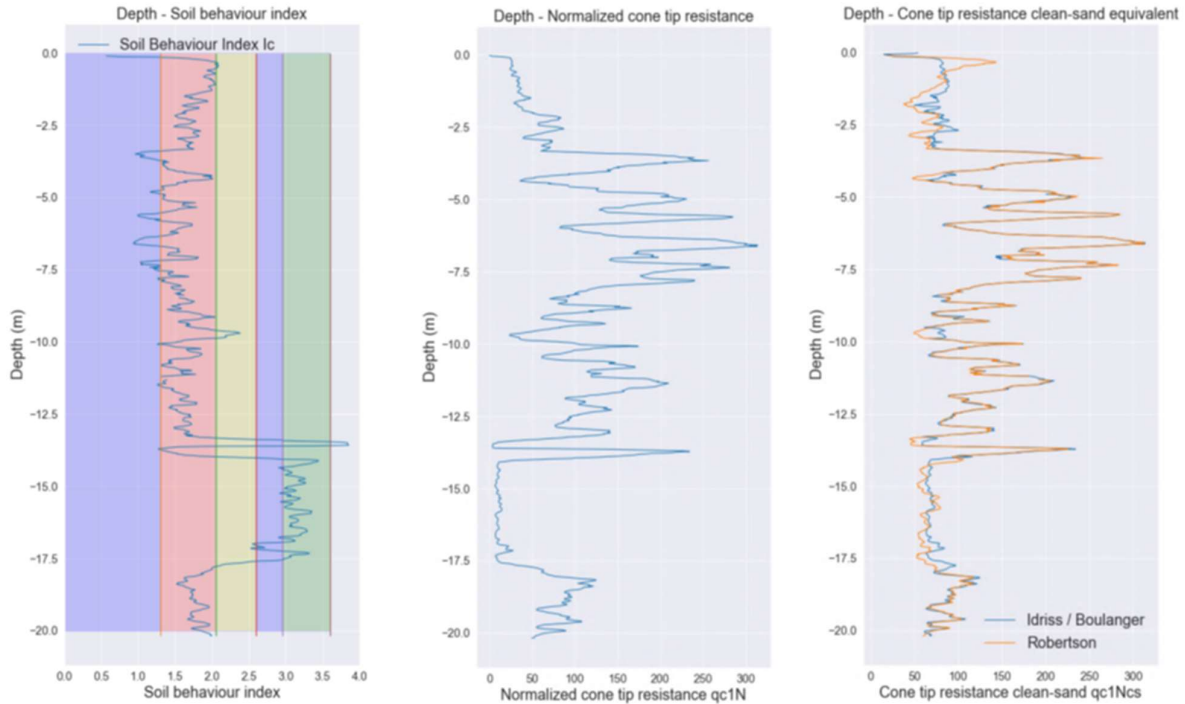 Depth - Soil behaviour index
Soil Behaviour Index Ic
0.0
−2.5
−5.0
−7.5
−10.0
−12.5
−15.0
−17.5
−20.0
Depth (m)
0.0 0.5 1.0 1.5 2.0 2.5 3.0 3.5 4.0
Soil behaviour index
Depth - Normalized cone tip resistance
0.0
−2.5
−5.0
−7.5
−10.0
−12.5
−15.0
−17.5
−20.0
Depth (m)
0 50 100 150 200 250 300
Normalized cone tip resistance qc1N
Depth - Cone tip resistance clean-sand equivalent
0.0
−2.5
−5.0
−7.5
−10.0
−12.5
−15.0
−17.5
−20.0
Depth (m)
Idriss / Boulanger
Robertson
0 50 100 150 200 250 300
Cone tip resistance clean-sand qc1Ncs